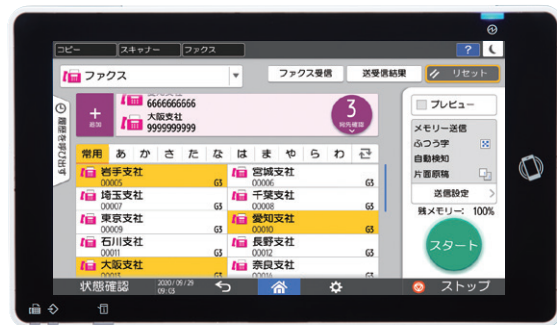 コピー
スキャナー
ファクス
?
ファクス
ファクス受信
送受信結果
リセット
履歴を呼び出す
+
追加
6666666666
大阪支社
9999999999
3
宛先確認
プレビュー
メモリー送信
ふつう字
自動検知
片面原稿
送信設定
残メモリー: 100%
スタート
常用 あ か さ た な は ま や ら わ
岩手支社
00005 G3
宮城支社
00006 G3
埼玉支社
00007 G3
千葉支社
00008 G3
東京支社
00009 G3
愛知支社
00010 G3
石川支社
00011 G3
長野支社
00012 G3
大阪支社
奈良支社
状態確認
2020/09/29
ストップ